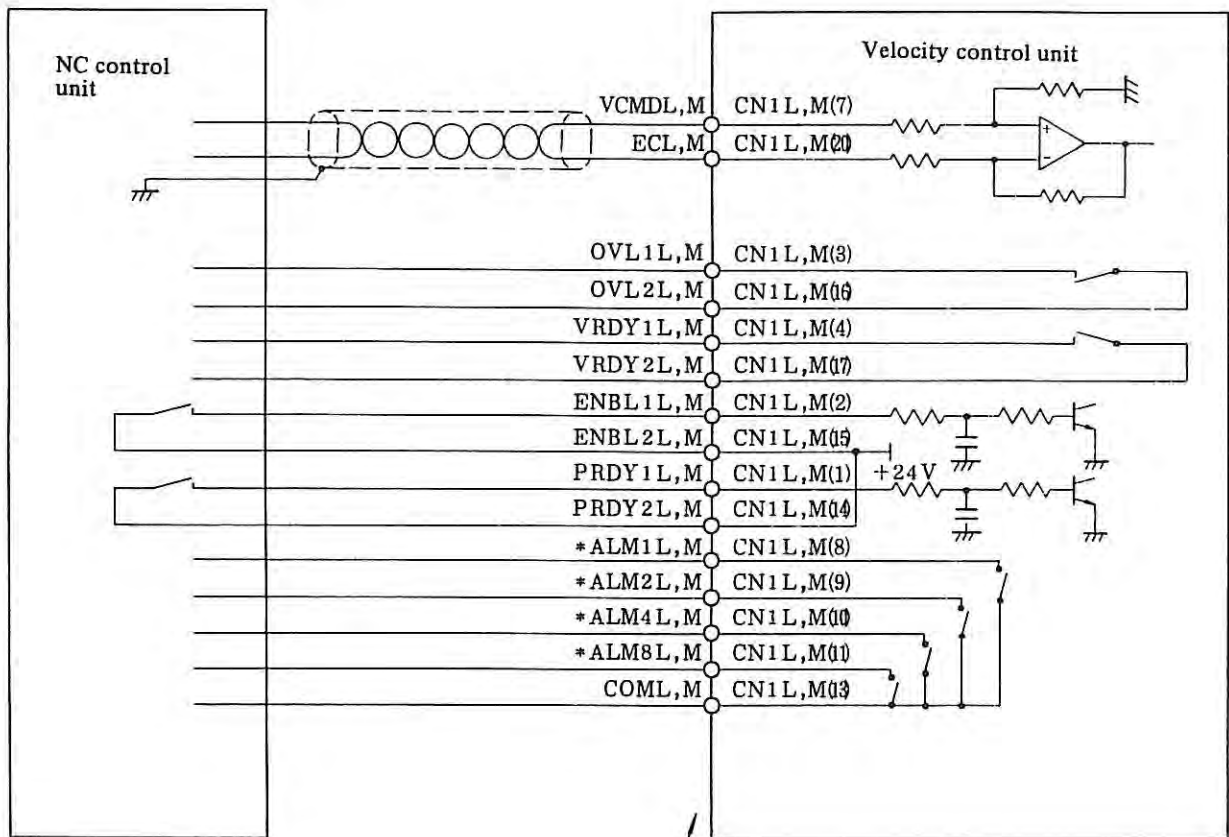 NC control
unit
Velocity control unit
VCMDL,M CN1L,M(7)
ECL,M CN1L,M(20)
+
−
OVL1L,M CN1L,M(3)
OVL2L,M CN1L,M(16)
VRDY1L,M CN1L,M(4)
VRDY2L,M CN1L,M(17)
ENBL1L,M CN1L,M(2)
ENBL2L,M CN1L,M(15)
+24V
PRDY1L,M CN1L,M(1)
PRDY2L,M CN1L,M(14)
*ALM1L,M CN1L,M(8)
*ALM2L,M CN1L,M(9)
*ALM4L,M CN1L,M(10)
*ALM8L,M CN1L,M(11)
COML,M CN1L,M(13)